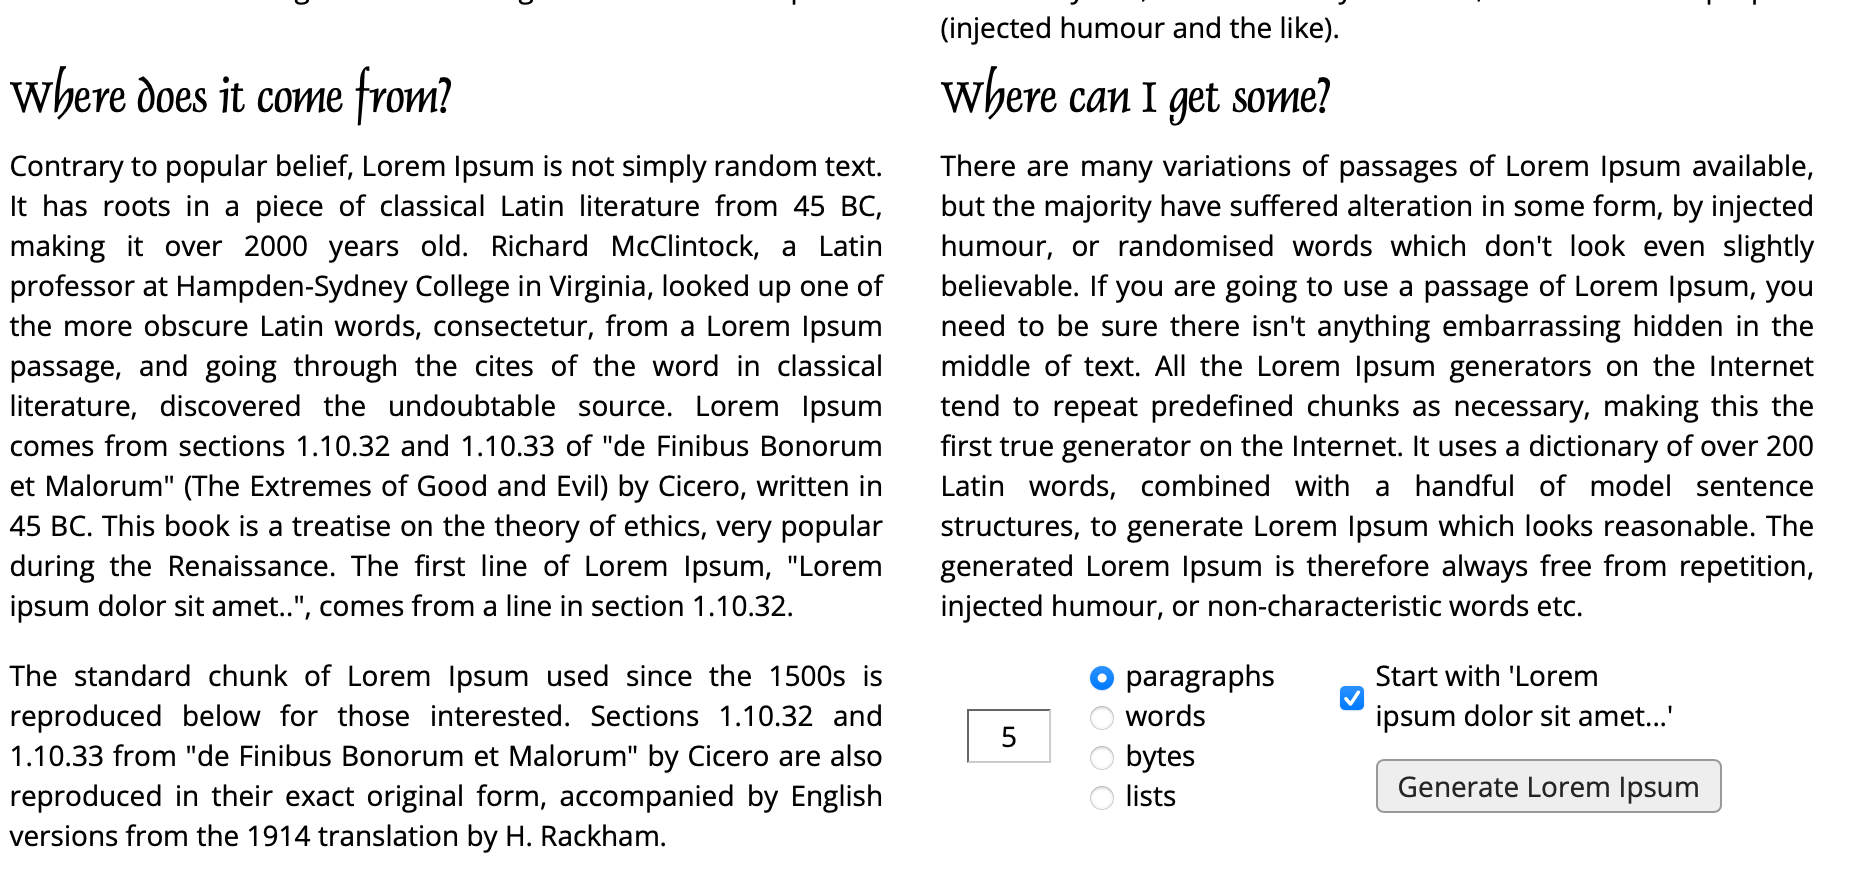 (injected humour and the like).
Where does it come from?
Contrary to popular belief, Lorem Ipsum is not simply random text.
It has roots in a piece of classical Latin literature from 45 BC,
making it over 2000 years old. Richard McClintock, a Latin
professor at Hampden-Sydney College in Virginia, looked up one of
the more obscure Latin words, consectetur, from a Lorem Ipsum
passage, and going through the cites of the word in classical
literature, discovered the undoubtable source. Lorem Ipsum
comes from sections 1.10.32 and 1.10.33 of "de Finibus Bonorum
et Malorum" (The Extremes of Good and Evil) by Cicero, written in
45 BC. This book is a treatise on the theory of ethics, very popular
during the Renaissance. The first line of Lorem Ipsum, "Lorem
ipsum dolor sit amet..", comes from a line in section 1.10.32.
The standard chunk of Lorem Ipsum used since the 1500s is
reproduced below for those interested. Sections 1.10.32 and
1.10.33 from "de Finibus Bonorum et Malorum" by Cicero are also
reproduced in their exact original form, accompanied by English
versions from the 1914 translation by H. Rackham.
Where can I get some?
There are many variations of passages of Lorem Ipsum available,
but the majority have suffered alteration in some form, by injected
humour, or randomised words which don't look even slightly
believable. If you are going to use a passage of Lorem Ipsum, you
need to be sure there isn't anything embarrassing hidden in the
middle of text. All the Lorem Ipsum generators on the Internet
tend to repeat predefined chunks as necessary, making this the
first true generator on the Internet. It uses a dictionary of over 200
Latin words, combined with a handful of model sentence
structures, to generate Lorem Ipsum which looks reasonable. The
generated Lorem Ipsum is therefore always free from repetition,
injected humour, or non-characteristic words etc.
5
paragraphs
words
bytes
lists
Start with 'Lorem
ipsum dolor sit amet...'
Generate Lorem Ipsum